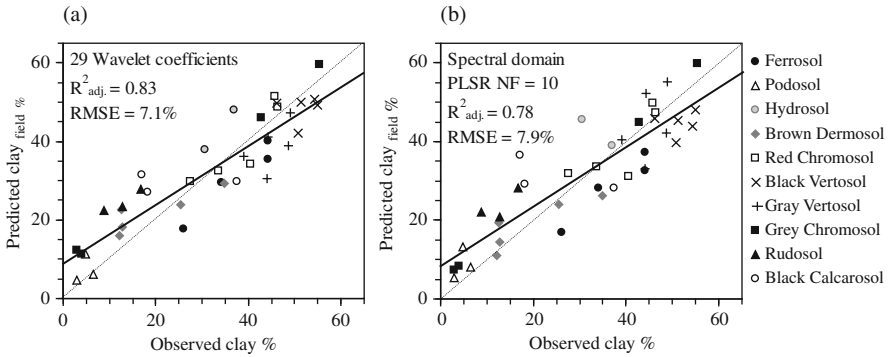 (a)
29 Wavelet coefficients
R²adj. = 0.83
RMSE = 7.1%
Predicted clay field %
60
40
20
0
0 20 40 60
Observed clay %
(b)
Spectral domain
PLSR NF = 10
R²adj. = 0.78
RMSE = 7.9%
Predicted clay field %
60
40
20
0
0 20 40 60
Observed clay %
Ferrosol
Podosol
Hydrosol
Brown Dermosol
Red Chromosol
Black Vertosol
Gray Vertosol
Grey Chromosol
Rudosol
Black Calcarosol